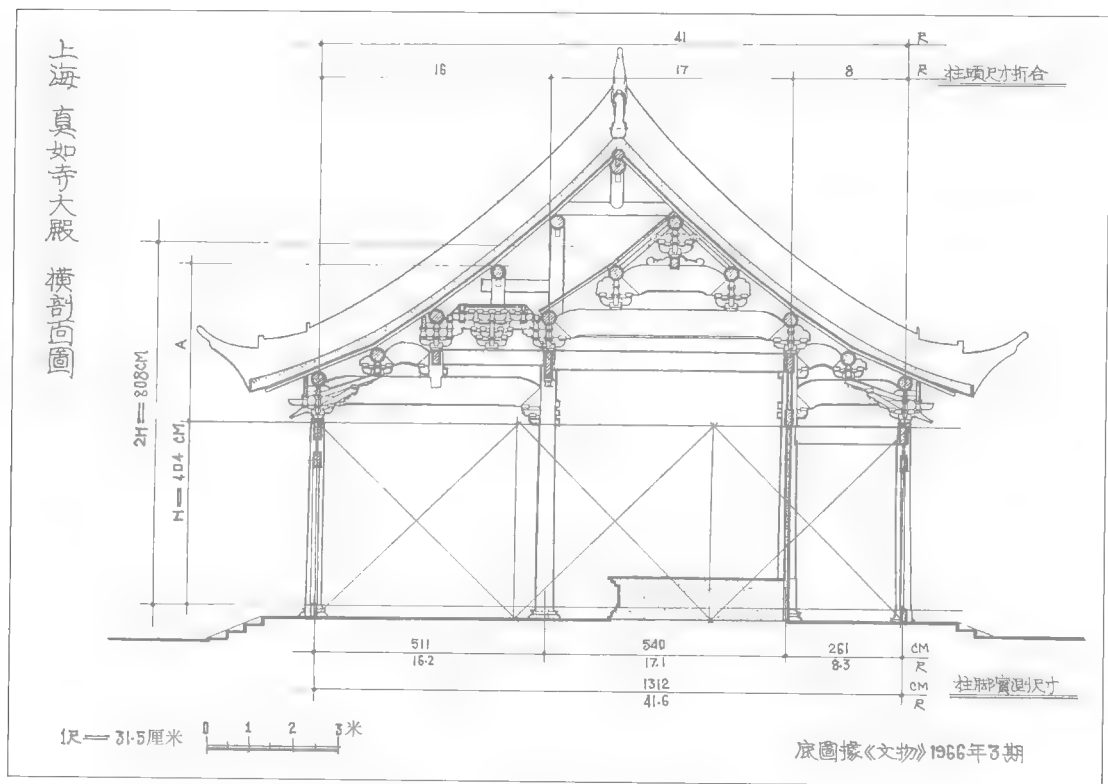 上海 真如寺大殿 橫剖面圖
41 尺
16 17 8 尺 柱頭尺寸折合
2H=808CM
A
H=404 CM
511 540 261 CM
16.2 17.1 8.3 尺
1312 CM
41.6 尺
柱脚實測尺寸
1尺=31.5厘米
0 1 2 3米
底圖據《文物》1966年3期